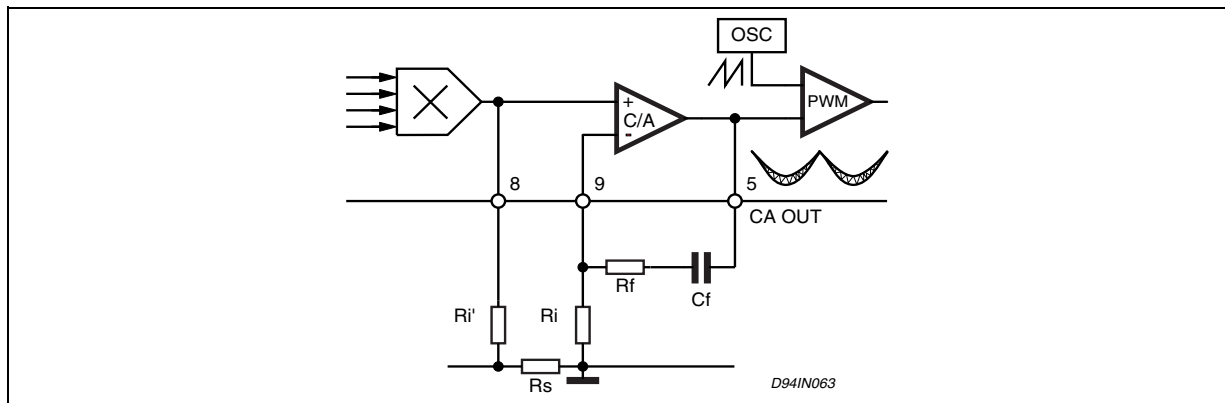 OSC
+
C/A
-
PWM
8
9
5
CA OUT
Rf
Cf
Ri'
Ri
Rs
D94IN063